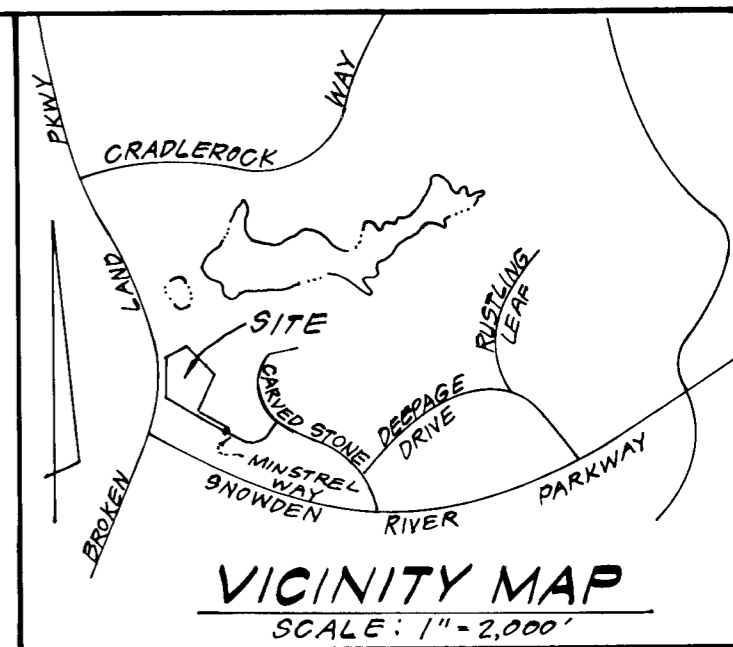 PKWY
WAY
CRADLEROCK
LAND
RUSTLING
LEAF
SITE
CARVED STONE
DEEPAGE
DRIVE
MINSTREL
WAY
SNOWDEN
RIVER
PARKWAY
BROKEN
VICINITY MAP
SCALE: 1" = 2,000'